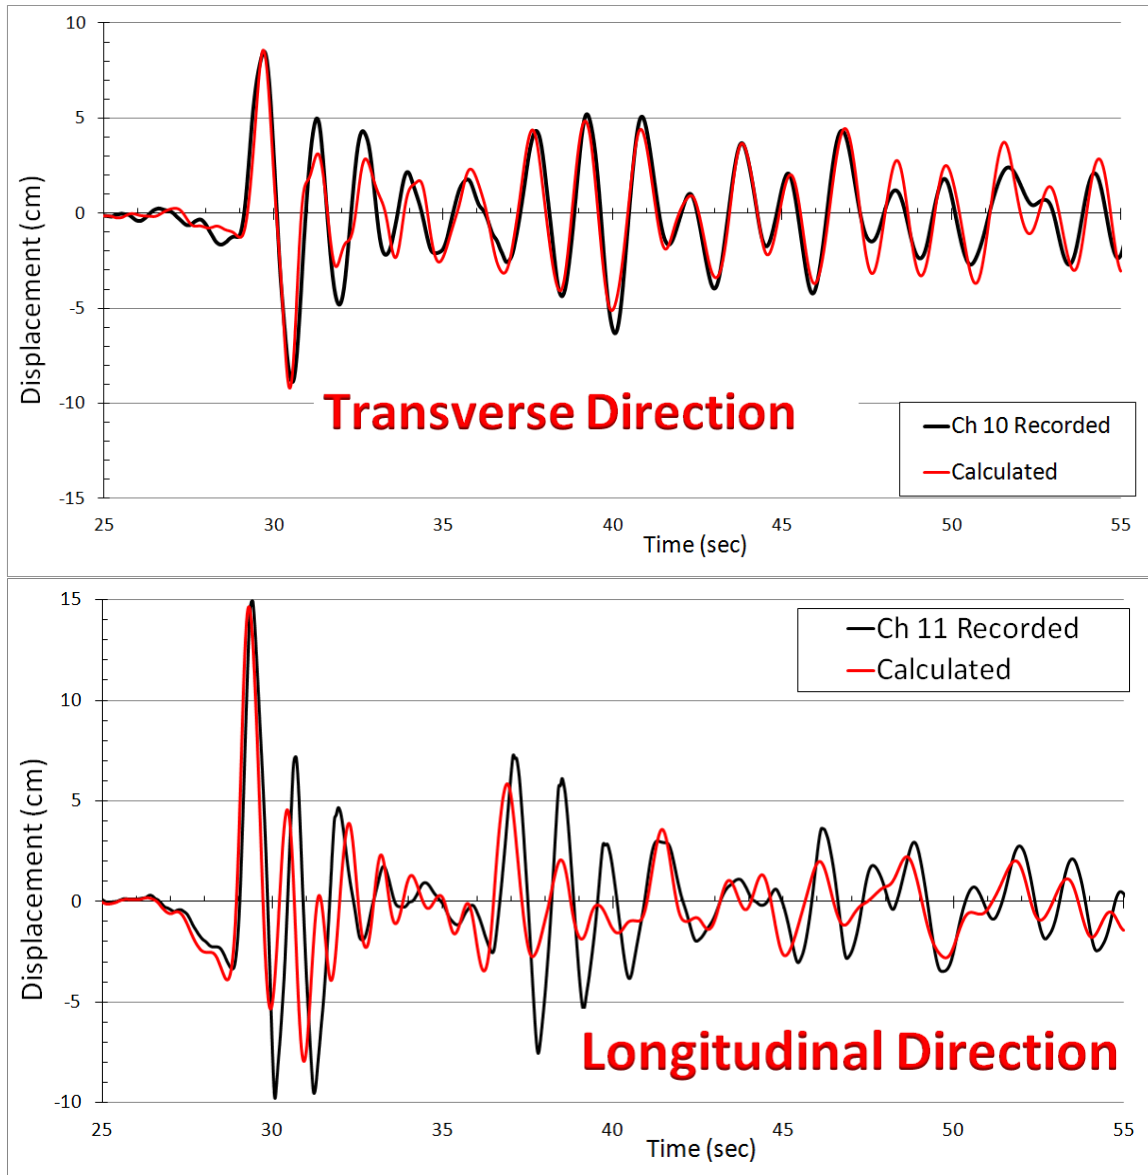 10
5
0
-5
-10
-15
Displacement (cm)
Transverse Direction
Ch 10 Recorded
Calculated
25
30
35
40
45
50
55
Time (sec)
15
10
5
0
-5
-10
Displacement (cm)
Ch 11 Recorded
Calculated
Longitudinal Direction
25
30
35
40
45
50
55
Time (sec)